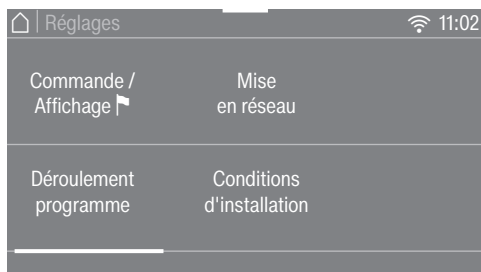 Réglages 11:02
Commande / Mise
Affichage en réseau
Déroulement Conditions
programme d'installation